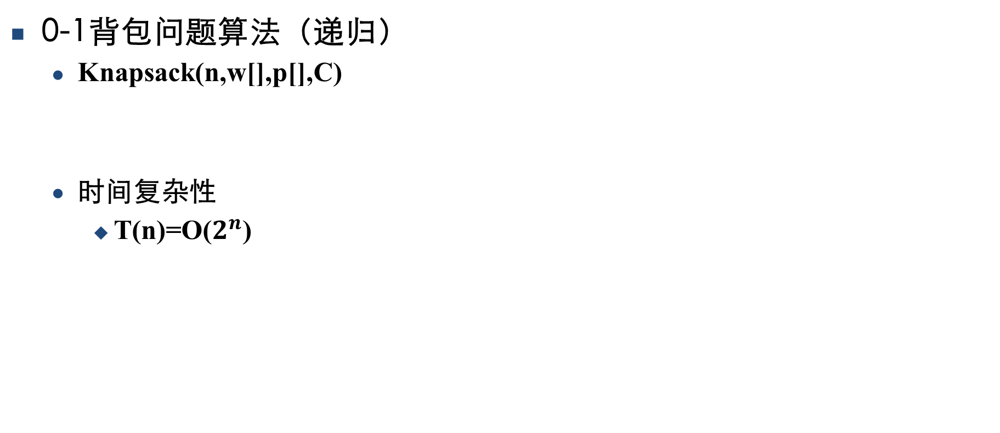 0-1背包问题算法（递归）
Knapsack(n,w[],p[],C)
时间复杂性
T(n)=O(2ⁿ)